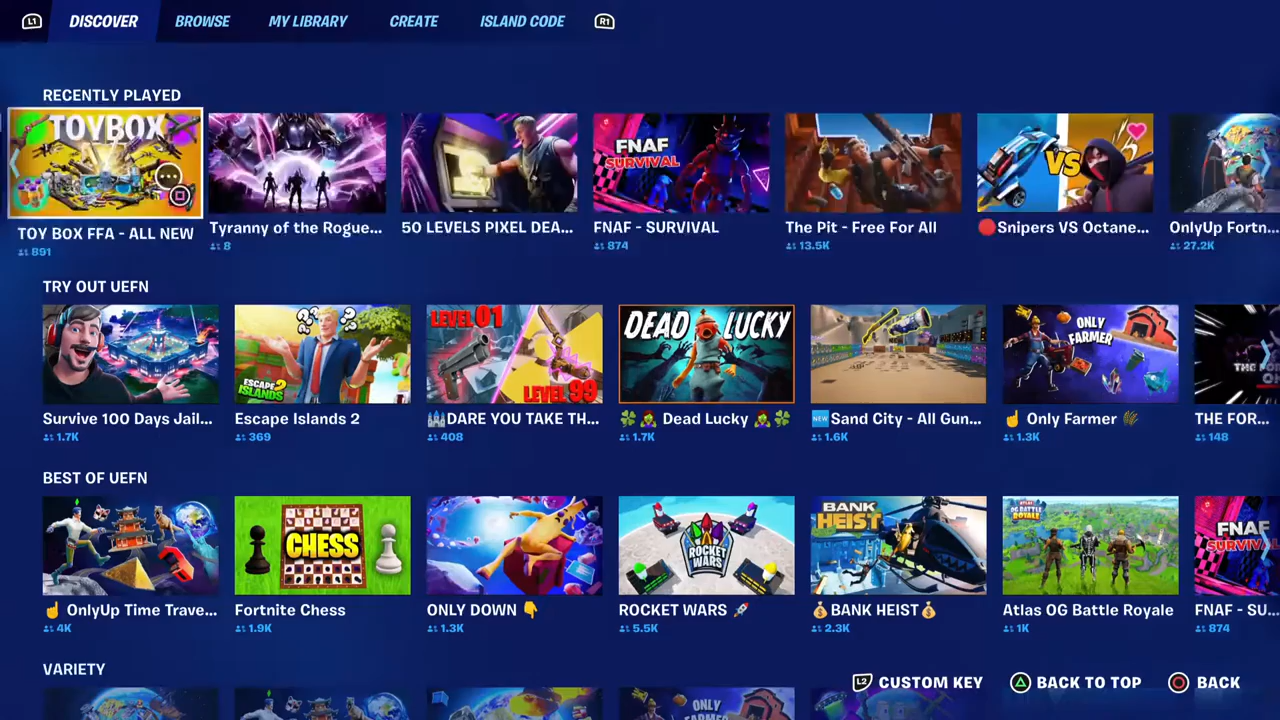 L1 DISCOVER BROWSE MY LIBRARY CREATE ISLAND CODE R1
RECENTLY PLAYED
TOYBOX
FNAF
SURVIVAL
VS
TOY BOX FFA - ALL NEW
Tyranny of the Rogue...
50 LEVELS PIXEL DEA...
FNAF - SURVIVAL
The Pit - Free For All
🔴Snipers VS Octane...
OnlyUp Fortn...
891
8
874
13.5K
27.2K
TRY OUT UEFN
ESCAPE 2
ISLANDS
LEVEL 01
LEVEL 99
DEAD LUCKY
ONLY
FARMER
Survive 100 Days Jail...
Escape Islands 2
🏰DARE YOU TAKE TH...
🍀🧟‍♀️ Dead Lucky 🧟‍♀️🍀
🆕Sand City - All Gun...
☝ Only Farmer 🌾
THE FOR...
1.7K
369
408
1.7K
1.6K
1.3K
148
BEST OF UEFN
CHESS
ROCKET
WARS
BANK
HEIST
OG BATTLE
ROYALE
FNAF
☝ OnlyUp Time Trave...
Fortnite Chess
ONLY DOWN 👇
ROCKET WARS 🚀
💰BANK HEIST💰
Atlas OG Battle Royale
FNAF - SU...
4K
1.9K
1.3K
5.5K
2.3K
1K
874
VARIETY
ONLY
L2 CUSTOM KEY
BACK TO TOP
BACK